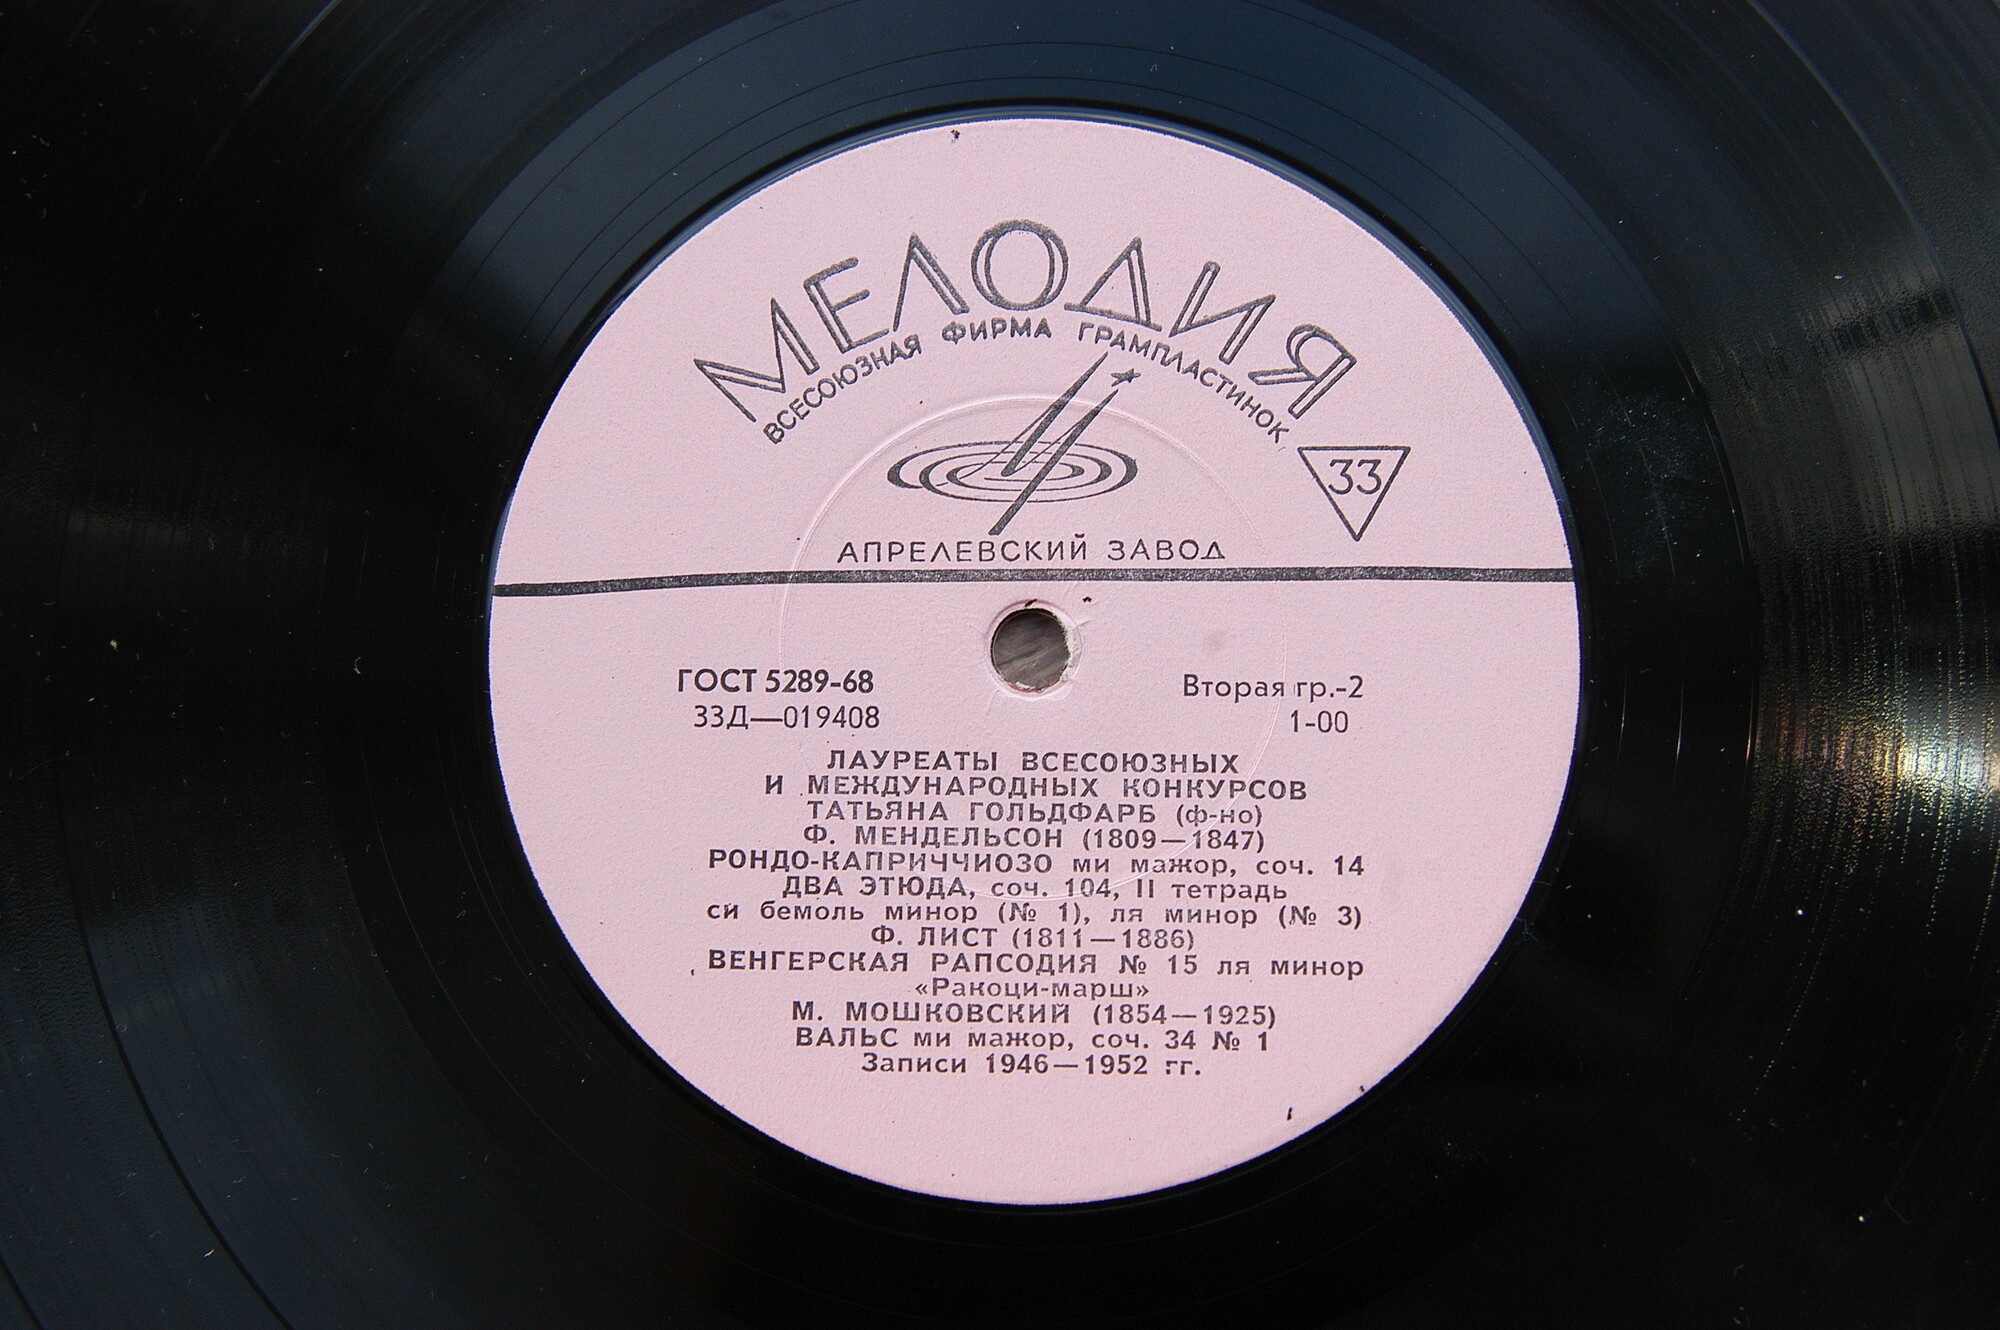 МЕЛОДИЯ
ВСЕСОЮЗНАЯ ФИРМА ГРАМПЛАСТИНОК
33
АПРЕЛЕВСКИЙ ЗАВОД
ГОСТ 5289-68
Вторая гр.-2
33Д—019408
1-00
ЛАУРЕАТЫ ВСЕСОЮЗНЫХ
И МЕЖДУНАРОДНЫХ КОНКУРСОВ
ТАТЬЯНА ГОЛЬДФАРБ (ф-но)
Ф. МЕНДЕЛЬСОН (1809—1847)
РОНДО-КАПРИЧЧИОЗО ми мажор, соч. 14
ДВА ЭТЮДА, соч. 104, II тетрадь
си бемоль минор (№ 1), ля минор (№ 3)
Ф. ЛИСТ (1811—1886)
ВЕНГЕРСКАЯ РАПСОДИЯ № 15 ля минор
«Ракоци-марш»
М. МОШКОВСКИЙ (1854—1925)
ВАЛЬС ми мажор, соч. 34 № 1
Записи 1946—1952 гг.